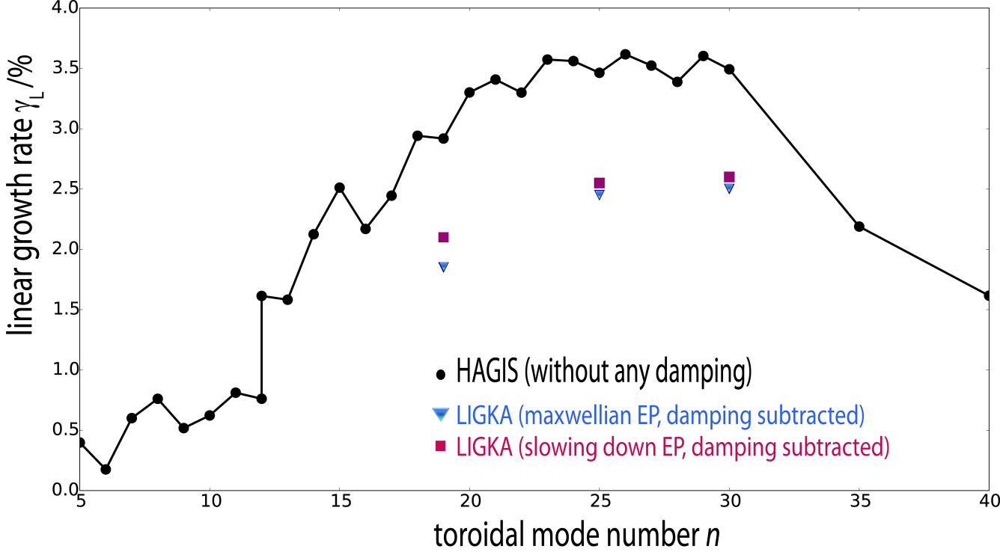 4.0
3.5
3.0
2.5
2.0
1.5
1.0
0.5
0.0
linear growth rate γL /%
HAGIS (without any damping)
LIGKA (maxwellian EP, damping subtracted)
LIGKA (slowing down EP, damping subtracted)
5 10 15 20 25 30 35 40
toroidal mode number n